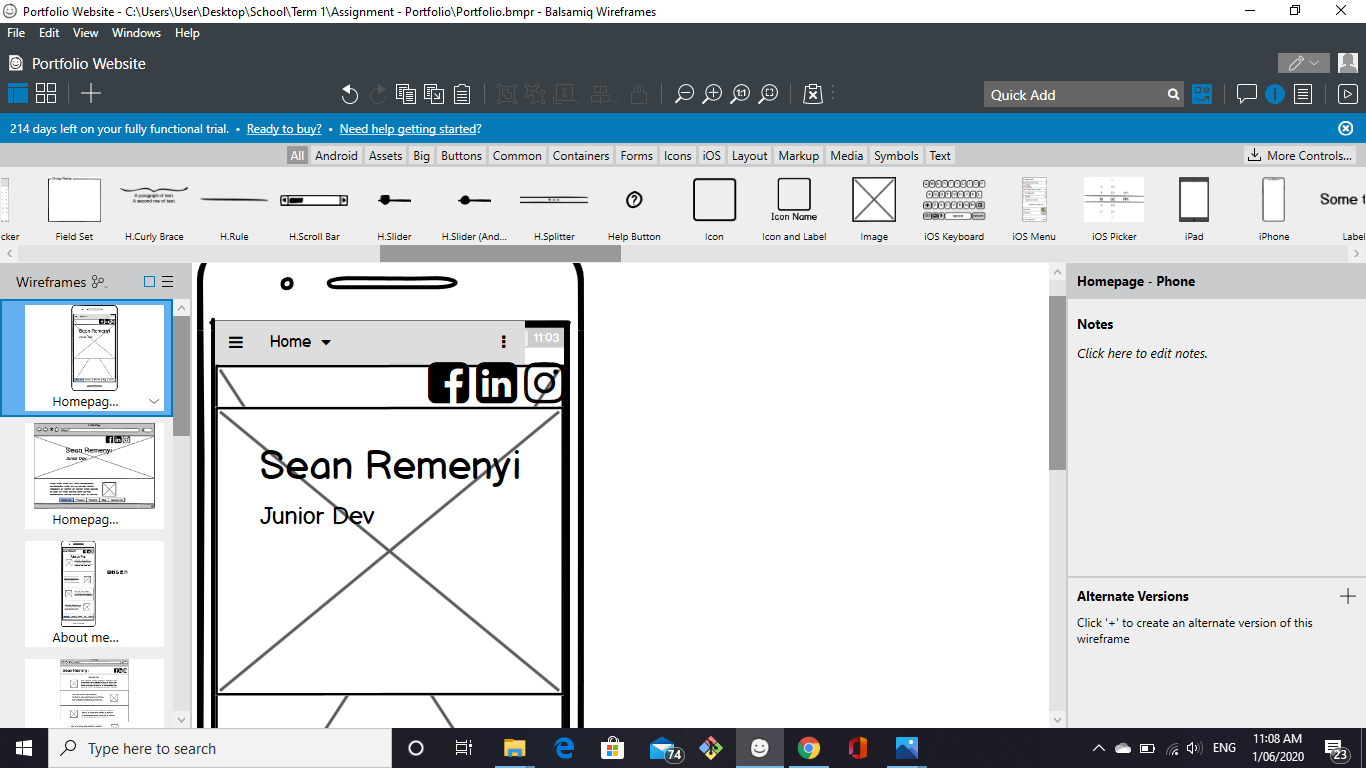 Portfolio Website - C:\Users\User\Desktop\School\Term 1\Assignment - Portfolio\Portfolio.bmpr - Balsamiq Wireframes
File Edit View Windows Help
Portfolio Website
1:1
Quick Add
214 days left on your fully functional trial. • Ready to buy? • Need help getting started?
All Android Assets Big Buttons Common Containers Forms Icons iOS Layout Markup Media Symbols Text
More Controls...
Group Name
A paragraph of text.
A second row of text.
Icon Name
Some t
cker Field Set H.Curly Brace H.Rule H.Scroll Bar H.Slider H.Slider (And... H.Splitter Help Button Icon Icon and Label Image iOS Keyboard iOS Menu iOS Picker iPad iPhone Label
Wireframes
Homepag...
Homepag...
About me...
Sean Remenyi
Home
11:03
f in
Sean Remenyi
Junior Dev
Homepage - Phone
Notes
Click here to edit notes.
Alternate Versions
Click '+' to create an alternate version of this
wireframe
Type here to search
74
ENG
11:08 AM
1/06/2020
23